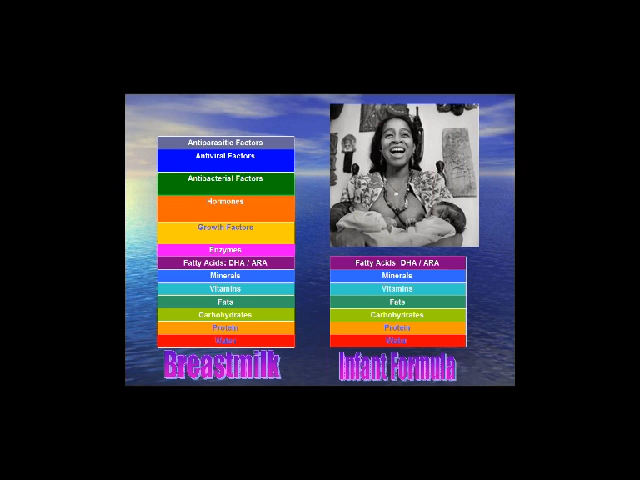 Antiparasitic Factors
Antiviral Factors
Antibacterial Factors
Hormones
Growth Factors
Enzymes
Fatty Acids: DHA / ARA
Minerals
Vitamins
Fats
Carbohydrates
Protein
Water
Breastmilk
Fatty Acids: DHA / ARA
Minerals
Vitamins
Fats
Carbohydrates
Protein
Water
Infant Formula